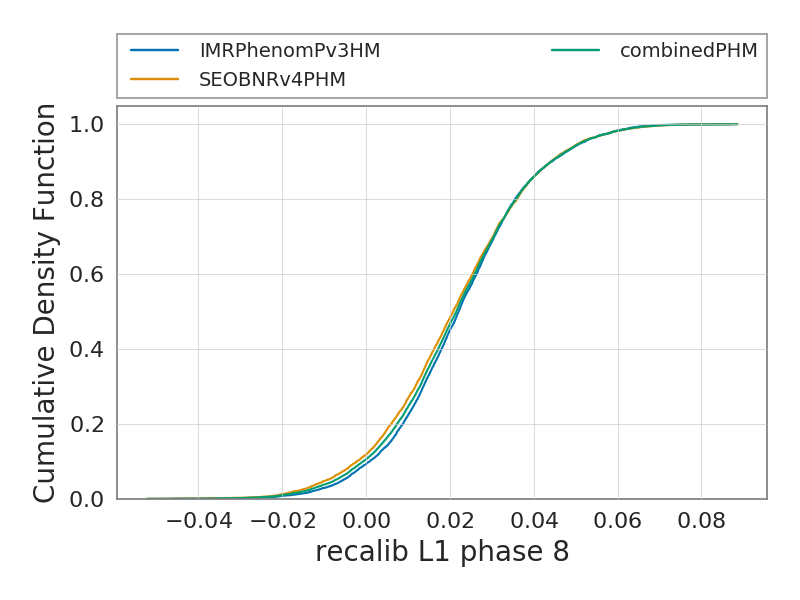 IMRPhenomPv3HM
SEOBNRv4PHM
combinedPHM
Cumulative Density Function
1.0
0.8
0.6
0.4
0.2
0.0
−0.04 −0.02 0.00 0.02 0.04 0.06 0.08
recalib L1 phase 8